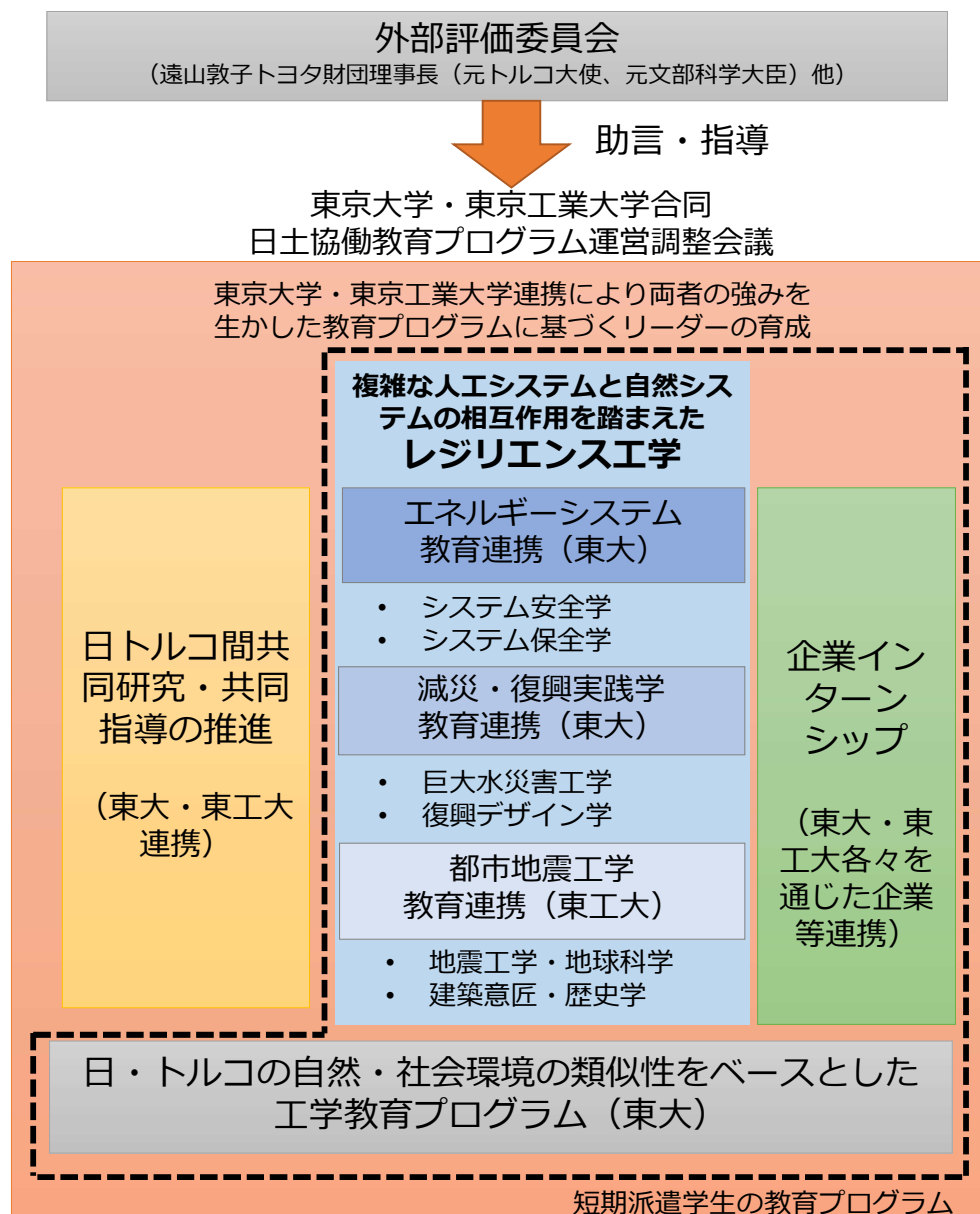 外部評価委員会
（遠山敦子トヨタ財団理事長（元トルコ大使、元文部科学大臣）他）
助言・指導
東京大学・東京工業大学合同
日土協働教育プログラム運営調整会議
東京大学・東京工業大学連携により両者の強みを
生かした教育プログラムに基づくリーダーの育成
複雑な人工システムと自然シス
テムの相互作用を踏まえた
レジリエンス工学
エネルギーシステム
教育連携（東大）
• システム安全学
• システム保全学
減災・復興実践学
教育連携（東大）
• 巨大水災害工学
• 復興デザイン学
都市地震工学
教育連携（東工大）
• 地震工学・地球科学
• 建築意匠・歴史学
日トルコ間共
同研究・共同
指導の推進
（東大・東工大
連携）
企業イン
ターン
シップ
（東大・東
工大各々を
通じた企業
等連携）
日・トルコの自然・社会環境の類似性をベースとした
工学教育プログラム（東大）
短期派遣学生の教育プログラム